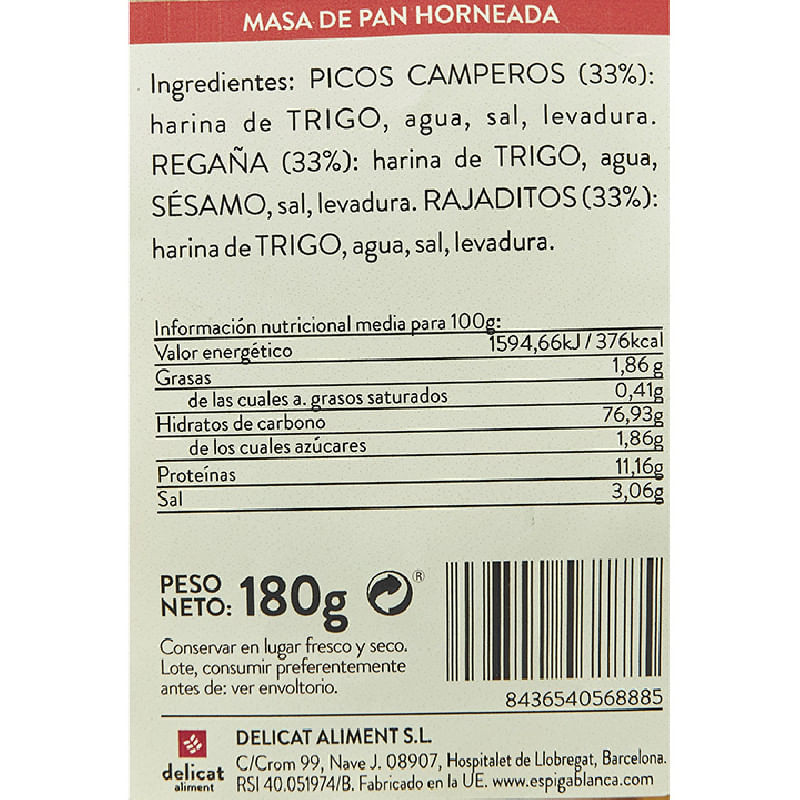 MASA DE PAN HORNEADA
Ingredientes: PICOS CAMPEROS (33%):
harina de TRIGO, agua, sal, levadura.
REGAÑA (33%): harina de TRIGO, agua,
SÉSAMO, sal, levadura. RAJADITOS (33%):
harina de TRIGO, agua, sal, levadura.
Información nutricional media para 100g:
Valor energético 1594,66kJ / 376kcal
Grasas 1,86g
de las cuales a. grasos saturados 0,41g
Hidratos de carbono 76,93g
de los cuales azúcares 1,86g
Proteínas 11,16g
Sal 3,06g
PESO NETO: 180g ®
Conservar en lugar fresco y seco.
Lote, consumir preferentemente
antes de: ver envoltorio.
8436540568885
delicat
aliment
DELICAT ALIMENT S.L.
C/Crom 99, Nave J. 08907, Hospitalet de Llobregat, Barcelona.
RSI 40.051974/B. Fabricado en la UE. www.espigablanca.com